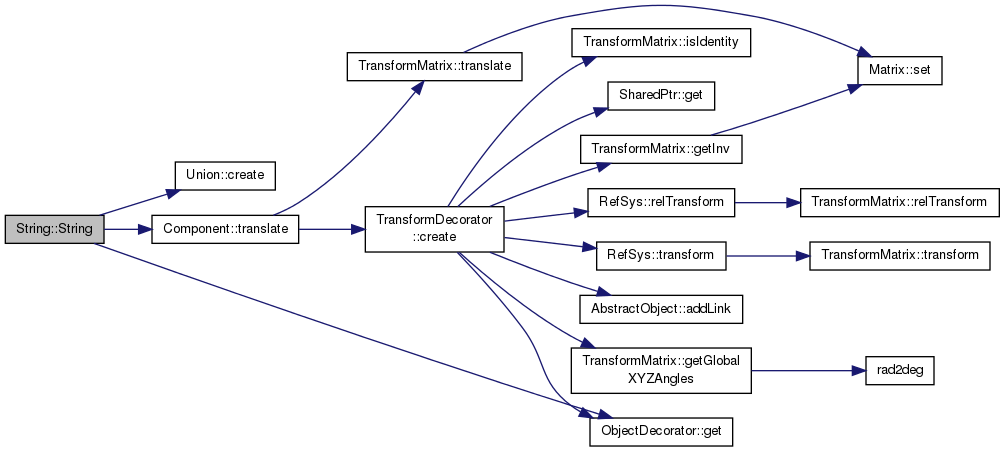 String::String
Union::create
Component::translate
TransformMatrix::translate
TransformDecorator
::create
TransformMatrix::isIdentity
SharedPtr::get
TransformMatrix::getInv
RefSys::relTransform
RefSys::transform
AbstractObject::addLink
TransformMatrix::getGlobal
XYZAngles
ObjectDecorator::get
Matrix::set
TransformMatrix::relTransform
TransformMatrix::transform
rad2deg